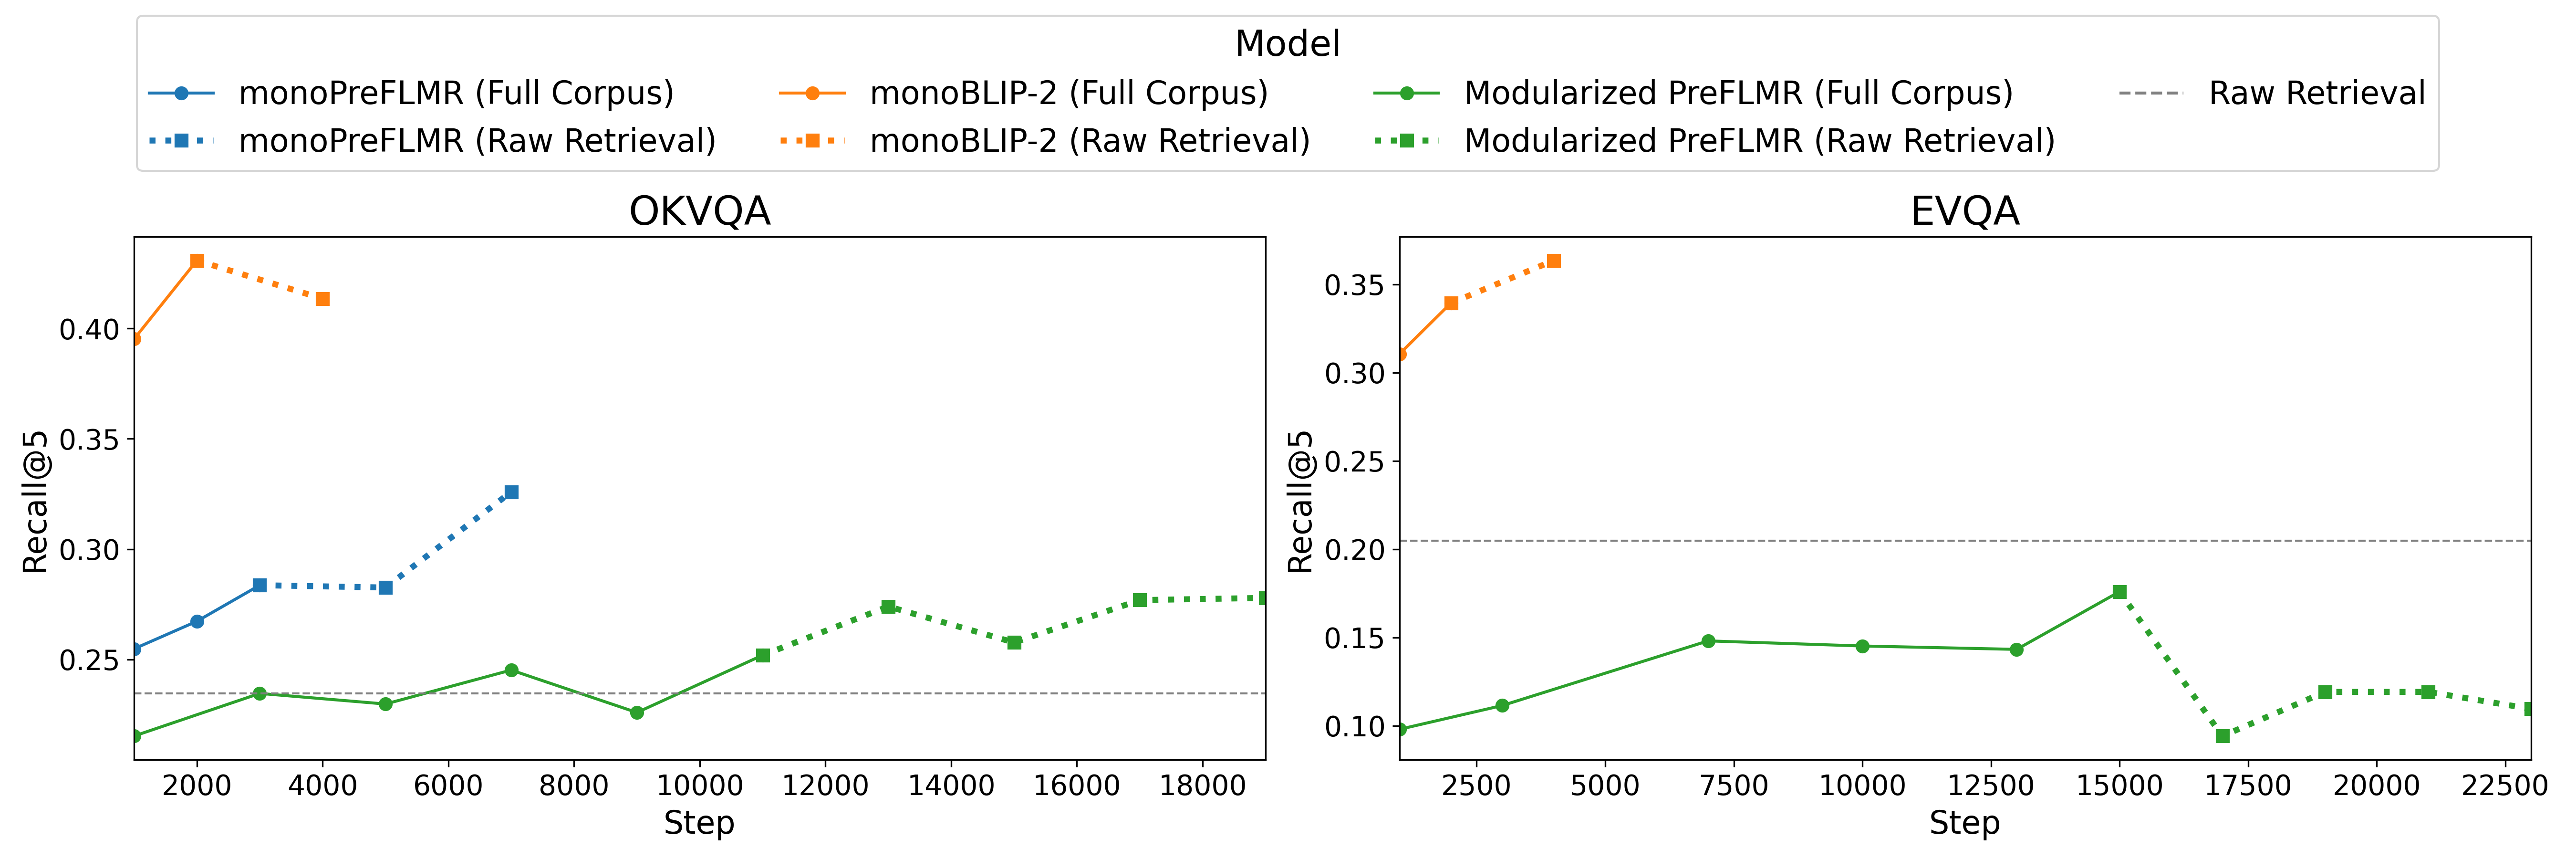 Model
monoPreFLMR (Full Corpus) monoBLIP-2 (Full Corpus) Modularized PreFLMR (Full Corpus) Raw Retrieval
monoPreFLMR (Raw Retrieval) monoBLIP-2 (Raw Retrieval) Modularized PreFLMR (Raw Retrieval)
OKVQA
Recall@5
0.40
0.35
0.30
0.25
2000 4000 6000 8000 10000 12000 14000 16000 18000
Step
EVQA
Recall@5
0.35
0.30
0.25
0.20
0.15
0.10
2500 5000 7500 10000 12500 15000 17500 20000 22500
Step